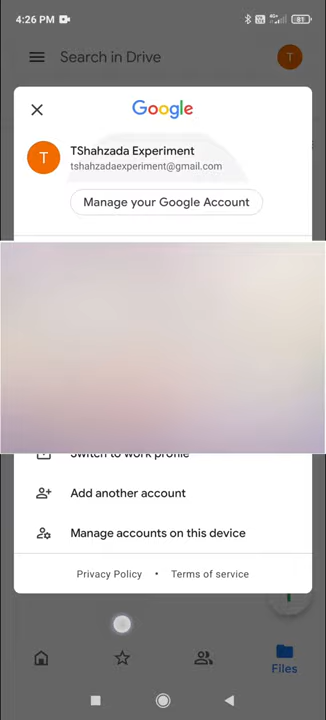 4:26 PM
81
Search in Drive
T
Google
T
TShahzada Experiment
tshahzadaexperiment@gmail.com
Manage your Google Account
Switch to work profile
Add another account
Manage accounts on this device
Privacy Policy • Terms of service
Files